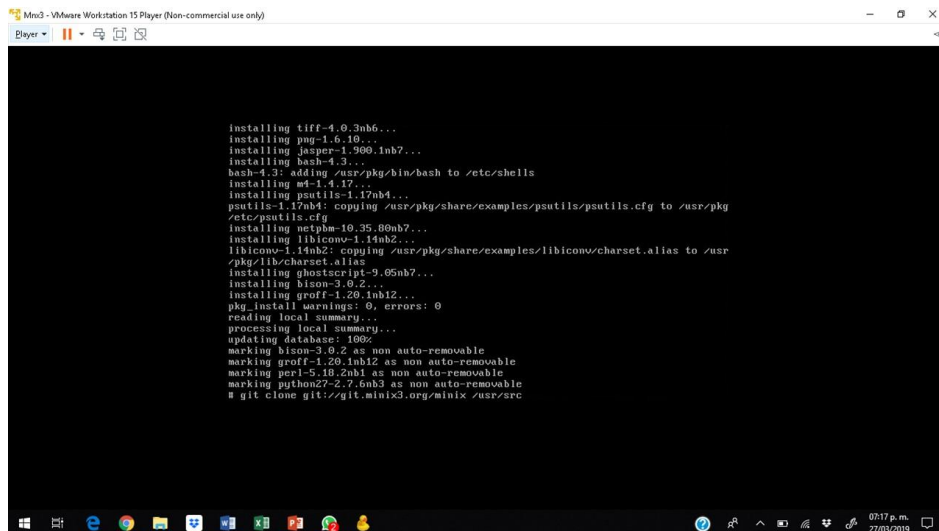 Mnx3 - VMware Workstation 15 Player (Non-commercial use only)
Player
installing tiff-4.0.3nb6...
installing png-1.6.10...
installing jasper-1.900.1nb7...
installing bash-4.3...
bash-4.3: adding /usr/pkg/bin/bash to /etc/shells
installing m4-1.4.17...
installing psutils-1.17nb4...
psutils-1.17nb4: copying /usr/pkg/share/examples/psutils/psutils.cfg to /usr/pkg
/etc/psutils.cfg
installing netpbm-10.35.80nb7...
installing libiconv-1.14nb2...
libiconv-1.14nb2: copying /usr/pkg/share/examples/libiconv/charset.alias to /usr
/pkg/lib/charset.alias
installing ghostscript-9.05nb7...
installing bison-3.0.2...
installing groff-1.20.1nb12...
pkg_install warnings: 0, errors: 0
reading local summary...
processing local summary...
updating database: 100%
marking bison-3.0.2 as non auto-removable
marking groff-1.20.1nb12 as non auto-removable
marking perl-5.18.2nb1 as non auto-removable
marking python27-2.7.6nb3 as non auto-removable
# git clone git://git.minix3.org/minix /usr/src
07:17 p. m.
27/03/2019